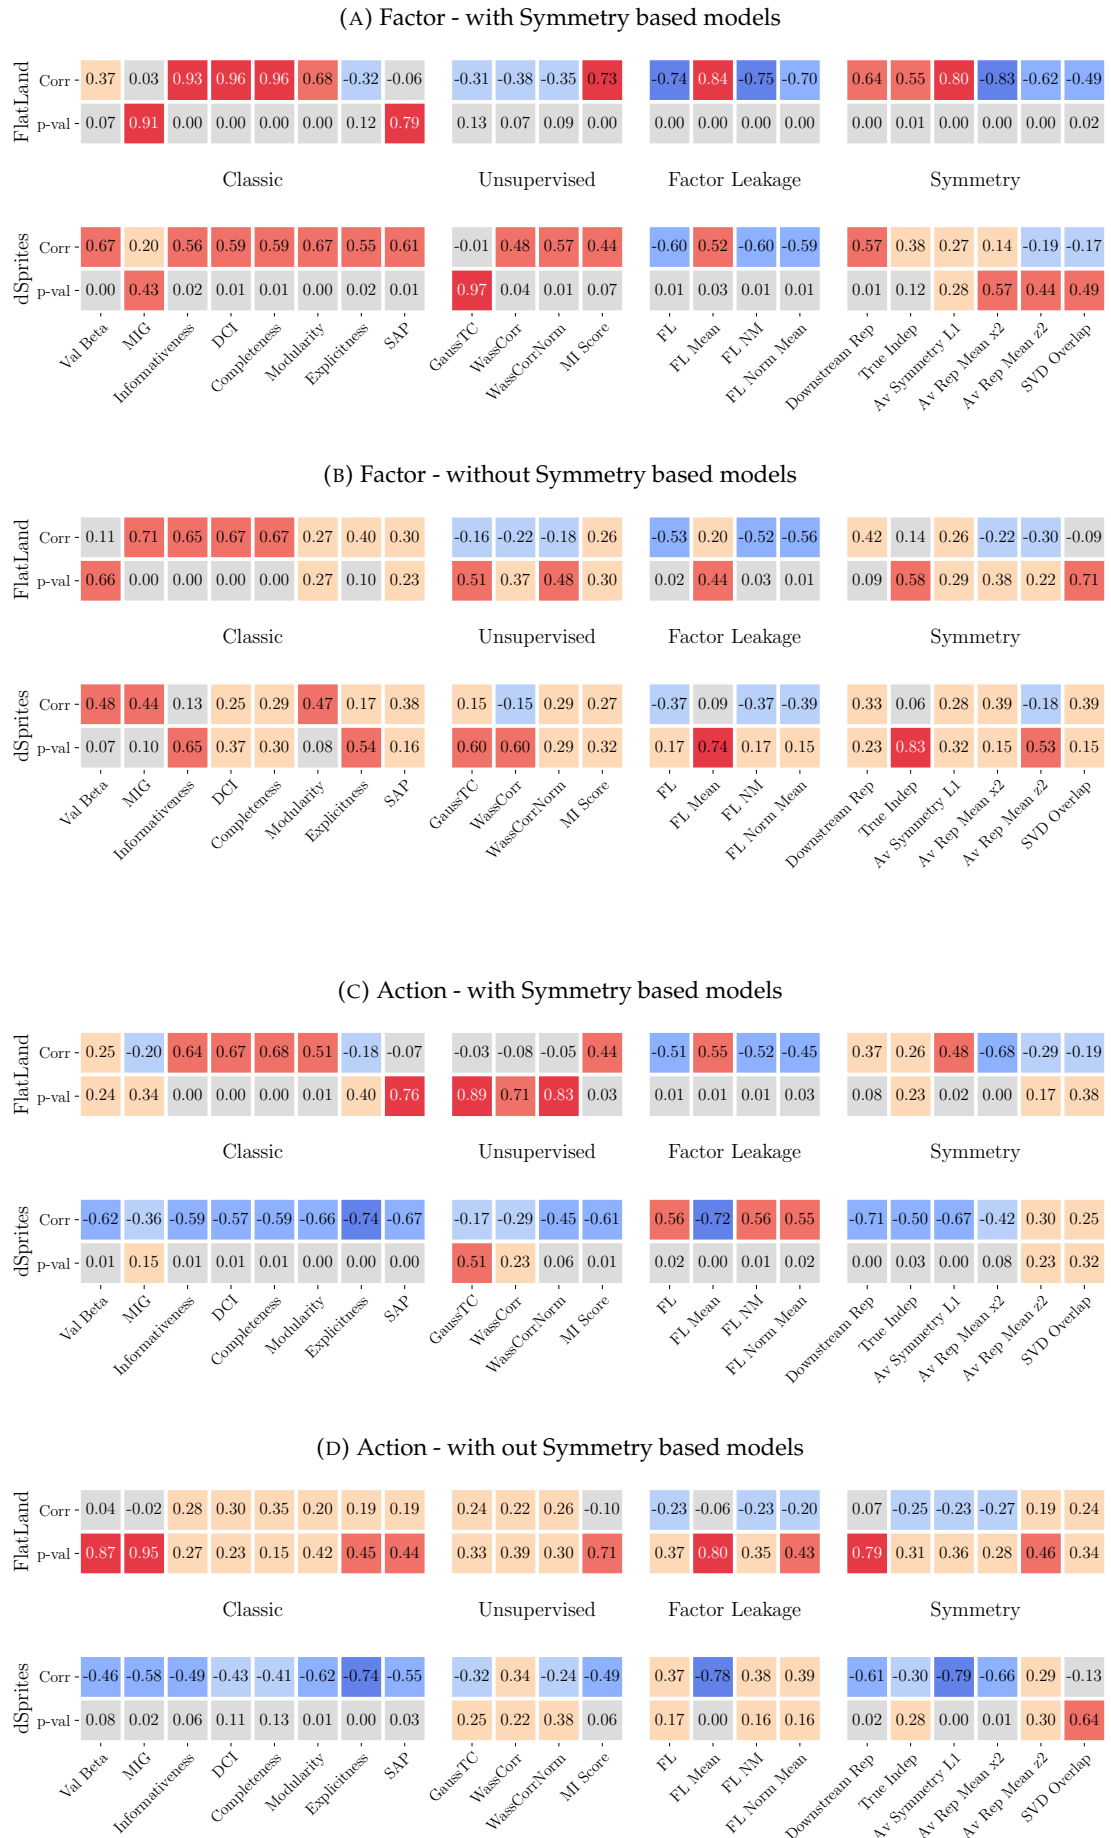 (A) Factor - with Symmetry based models
FlatLand
Corr 0.37 0.03 0.93 0.96 0.96 0.68 -0.32 -0.06 -0.31 -0.38 -0.35 0.73 -0.74 0.84 -0.75 -0.70 0.64 0.55 0.80 -0.83 -0.62 -0.49
p-val 0.07 0.91 0.00 0.00 0.00 0.00 0.12 0.79 0.13 0.07 0.09 0.00 0.00 0.00 0.00 0.00 0.00 0.01 0.00 0.00 0.00 0.02
Classic Unsupervised Factor Leakage Symmetry
dSprites
Corr 0.67 0.20 0.56 0.59 0.59 0.67 0.55 0.61 -0.01 0.48 0.57 0.44 -0.60 0.52 -0.60 -0.59 0.57 0.38 0.27 0.14 -0.19 -0.17
p-val 0.00 0.43 0.02 0.01 0.01 0.00 0.02 0.01 0.97 0.04 0.01 0.07 0.01 0.03 0.01 0.01 0.01 0.12 0.28 0.57 0.44 0.49
Val Beta MIG Informativeness DCI Completeness Modularity Explicitness SAP GaussTC WassCorr WassCorrNorm MI Score FL FL Mean FL NM FL Norm Mean Downstream Rep True Indep Av Symmetry L1 Av Rep Mean x2 Av Rep Mean z2 SVD Overlap
(B) Factor - without Symmetry based models
FlatLand
Corr 0.11 0.71 0.65 0.67 0.67 0.27 0.40 0.30 -0.16 -0.22 -0.18 0.26 -0.53 0.20 -0.52 -0.56 0.42 0.14 0.26 -0.22 -0.30 -0.09
p-val 0.66 0.00 0.00 0.00 0.00 0.27 0.10 0.23 0.51 0.37 0.48 0.30 0.02 0.44 0.03 0.01 0.09 0.58 0.29 0.38 0.22 0.71
Classic Unsupervised Factor Leakage Symmetry
dSprites
Corr 0.48 0.44 0.13 0.25 0.29 0.47 0.17 0.38 0.15 -0.15 0.29 0.27 -0.37 0.09 -0.37 -0.39 0.33 0.06 0.28 0.39 -0.18 0.39
p-val 0.07 0.10 0.65 0.37 0.30 0.08 0.54 0.16 0.60 0.60 0.29 0.32 0.17 0.74 0.17 0.15 0.23 0.83 0.32 0.15 0.53 0.15
Val Beta MIG Informativeness DCI Completeness Modularity Explicitness SAP GaussTC WassCorr WassCorrNorm MI Score FL FL Mean FL NM FL Norm Mean Downstream Rep True Indep Av Symmetry L1 Av Rep Mean x2 Av Rep Mean z2 SVD Overlap
(C) Action - with Symmetry based models
FlatLand
Corr 0.25 -0.20 0.64 0.67 0.68 0.51 -0.18 -0.07 -0.03 -0.08 -0.05 0.44 -0.51 0.55 -0.52 -0.45 0.37 0.26 0.48 -0.68 -0.29 -0.19
p-val 0.24 0.34 0.00 0.00 0.00 0.01 0.40 0.76 0.89 0.71 0.83 0.03 0.01 0.01 0.01 0.03 0.08 0.23 0.02 0.00 0.17 0.38
Classic Unsupervised Factor Leakage Symmetry
dSprites
Corr -0.62 -0.36 -0.59 -0.57 -0.59 -0.66 -0.74 -0.67 -0.17 -0.29 -0.45 -0.61 0.56 -0.72 0.56 0.55 -0.71 -0.50 -0.67 -0.42 0.30 0.25
p-val 0.01 0.15 0.01 0.01 0.01 0.00 0.00 0.00 0.51 0.23 0.06 0.01 0.02 0.00 0.01 0.02 0.00 0.03 0.00 0.08 0.23 0.32
Val Beta MIG Informativeness DCI Completeness Modularity Explicitness SAP GaussTC WassCorr WassCorrNorm MI Score FL FL Mean FL NM FL Norm Mean Downstream Rep True Indep Av Symmetry L1 Av Rep Mean x2 Av Rep Mean z2 SVD Overlap
(D) Action - with out Symmetry based models
FlatLand
Corr 0.04 -0.02 0.28 0.30 0.35 0.20 0.19 0.19 0.24 0.22 0.26 -0.10 -0.23 -0.06 -0.23 -0.20 0.07 -0.25 -0.23 -0.27 0.19 0.24
p-val 0.87 0.95 0.27 0.23 0.15 0.42 0.45 0.44 0.33 0.39 0.30 0.71 0.37 0.80 0.35 0.43 0.79 0.31 0.36 0.28 0.46 0.34
Classic Unsupervised Factor Leakage Symmetry
dSprites
Corr -0.46 -0.58 -0.49 -0.43 -0.41 -0.62 -0.74 -0.55 -0.32 0.34 -0.24 -0.49 0.37 -0.78 0.38 0.39 -0.61 -0.30 -0.79 -0.66 0.29 -0.13
p-val 0.08 0.02 0.06 0.11 0.13 0.01 0.00 0.03 0.25 0.22 0.38 0.06 0.17 0.00 0.16 0.16 0.02 0.28 0.00 0.01 0.30 0.64
Val Beta MIG Informativeness DCI Completeness Modularity Explicitness SAP GaussTC WassCorr WassCorrNorm MI Score FL FL Mean FL NM FL Norm Mean Downstream Rep True Indep Av Symmetry L1 Av Rep Mean x2 Av Rep Mean z2 SVD Overlap